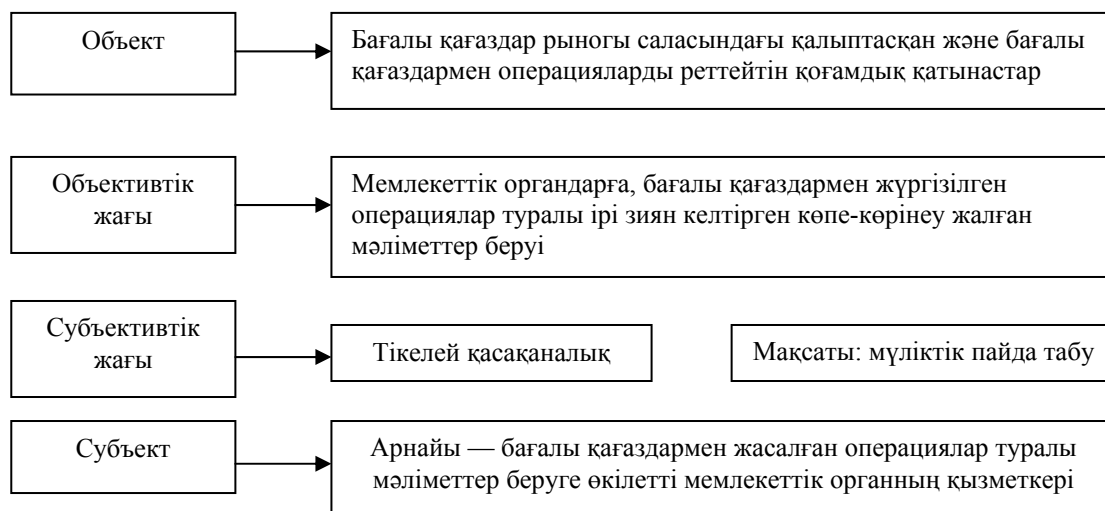 Объект
Бағалы қағаздар рыногы саласындағы қалыптасқан және бағалы
қағаздармен операцияларды реттейтін қоғамдық қатынастар
Объективтік
жағы
Мемлекеттік органдарға, бағалы қағаздармен жүргізілген
операциялар туралы ірі зиян келтірген көпе-көрінеу жалған
мәліметтер беруі
Субъективтік
жағы
Тікелей қасақаналық
Мақсаты: мүліктік пайда табу
Субъект
Арнайы — бағалы қағаздармен жасалған операциялар туралы
мәліметтер беруге өкілетті мемлекеттік органның қызметкері